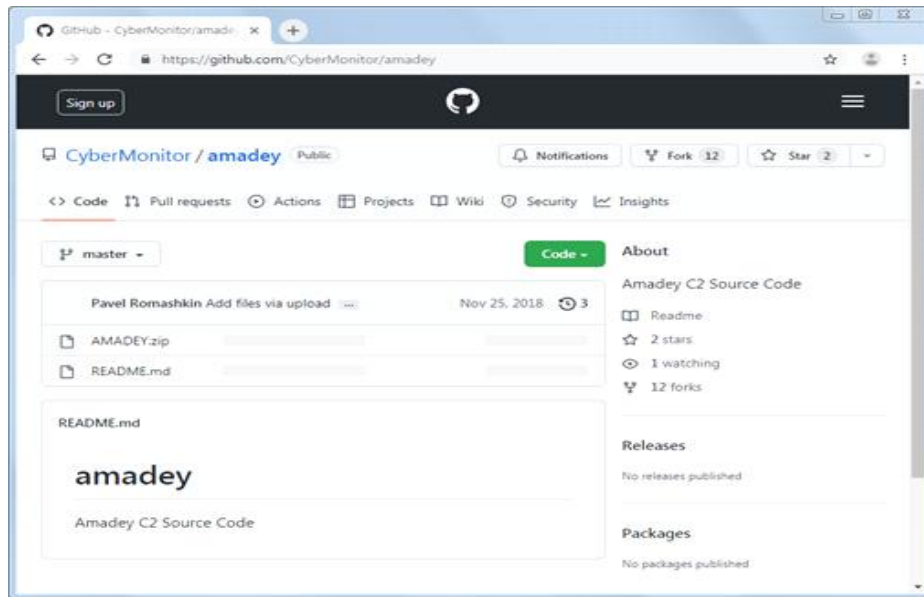 GitHub - CyberMonitor/amade
https://github.com/CyberMonitor/amadey
Sign up
CyberMonitor / amadey Public
Notifications Fork 12 Star 2
Code Pull requests Actions Projects Wiki Security Insights
master Code
Pavel Romashkin Add files via upload ... Nov 25, 2018 3
AMADEY.zip
README.md
README.md
amadey
Amadey C2 Source Code
About
Amadey C2 Source Code
Readme
2 stars
1 watching
12 forks
Releases
No releases published
Packages
No packages published